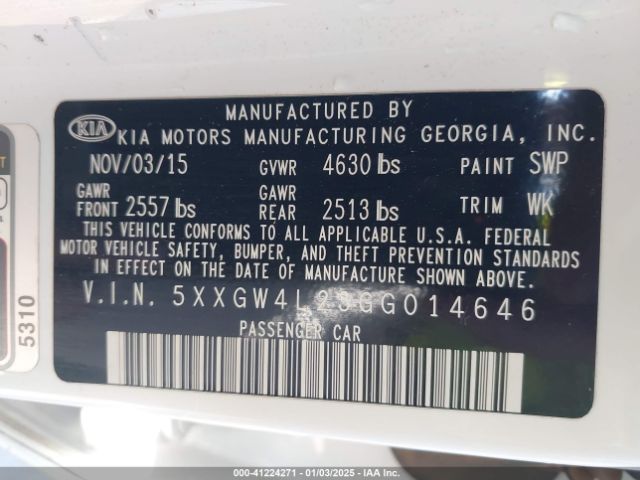 MANUFACTURED BY
KIA KIA MOTORS MANUFACTURING GEORGIA, INC.
NOV/03/15 GVWR 4630 lbs PAINT SWP
GAWR FRONT 2557 lbs GAWR REAR 2513 lbs TRIM WK
THIS VEHICLE CONFORMS TO ALL APPLICABLE U.S.A. FEDERAL
MOTOR VEHICLE SAFETY, BUMPER, AND THEFT PREVENTION STANDARDS
IN EFFECT ON THE DATE OF MANUFACTURE SHOWN ABOVE.
V.I.N. 5XXGW4L23GG014646
PASSENGER CAR
5310
000-41224271 - 01/03/2025 - IAA Inc.